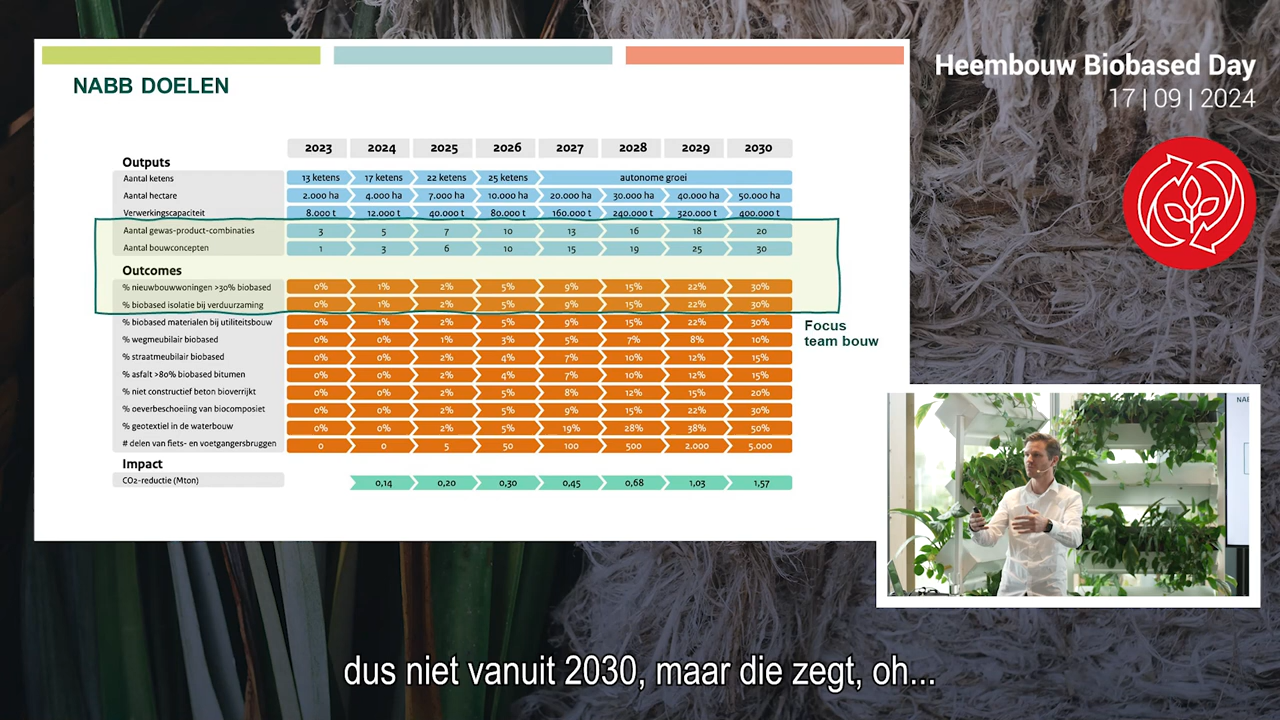 NABB DOELEN
Heembouw Biobased Day
17 | 09 | 2024
2023 2024 2025 2026 2027 2028 2029 2030
Outputs
Aantal ketens 13 ketens 17 ketens 22 ketens 25 ketens autonome groei
Aantal hectare 2.000 ha 4.000 ha 7.000 ha 10.000 ha 20.000 ha 30.000 ha 40.000 ha 50.000 ha
Verwerkingscapaciteit 8.000 t 12.000 t 40.000 t 80.000 t 160.000 t 240.000 t 320.000 t 400.000 t
Aantal gewas-product-combinaties 3 5 7 10 13 16 18 20
Aantal bouwconcepten 1 3 6 10 15 19 25 30
Outcomes
% nieuwbouwwoningen >30% biobased 0% 1% 2% 5% 9% 15% 22% 30%
% biobased isolatie bij verduurzaming 0% 1% 2% 5% 9% 15% 22% 30%
% biobased materialen bij utiliteitsbouw 0% 1% 2% 5% 9% 15% 22% 30%
% wegmeubilair biobased 0% 0% 1% 3% 5% 7% 8% 10%
% straatmeubilair biobased 0% 0% 2% 4% 7% 10% 12% 15%
% asfalt >80% biobased bitumen 0% 0% 2% 4% 7% 10% 12% 15%
% niet constructief beton bioverrijkt 0% 0% 2% 5% 8% 12% 15% 20%
% oeverbeschoeiing van biocomposiet 0% 0% 2% 5% 9% 15% 22% 30%
% geotextiel in de waterbouw 0% 0% 2% 5% 19% 28% 38% 50%
# delen van fiets- en voetgangersbruggen 0 0 5 50 100 500 2.000 5.000
Impact
CO2-reductie (Mton) 0,14 0,20 0,30 0,45 0,68 1,03 1,57
Focus
team bouw
NAB
dus niet vanuit 2030, maar die zegt, oh...